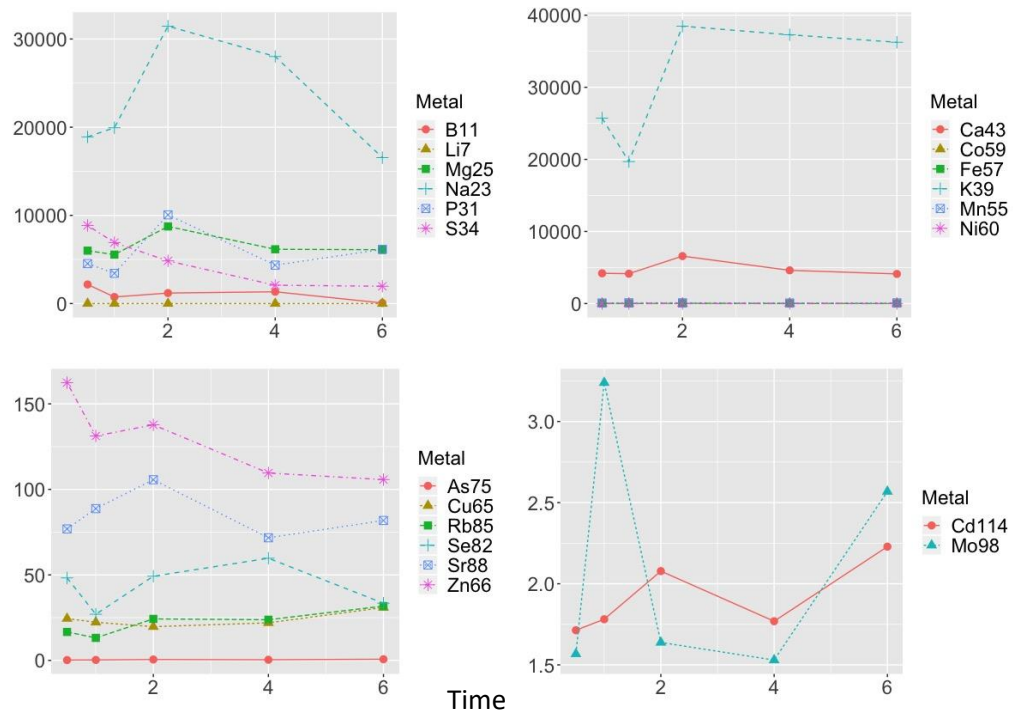 30000
20000
10000
0
2
4
6
Metal
B11
Li7
Mg25
Na23
P31
S34
40000
30000
20000
10000
0
2
4
6
Metal
Ca43
Co59
Fe57
K39
Mn55
Ni60
150
100
50
0
2
4
6
Metal
As75
Cu65
Rb85
Se82
Sr88
Zn66
3.0
2.5
2.0
1.5
2
4
6
Metal
Cd114
Mo98
Time